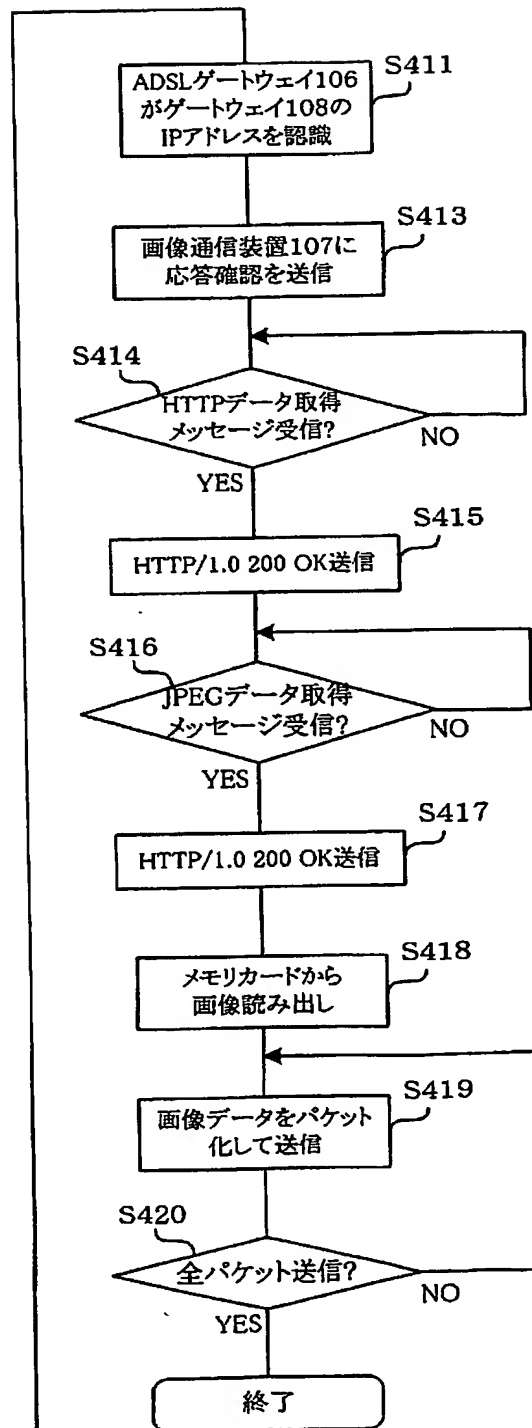 ADSLゲートウェイ106
がゲートウェイ108の
IPアドレスを認識
S411
画像通信装置107に
応答確認を送信
S413
S414
HTTPデータ取得
メッセージ受信?
NO
YES
HTTP/1.0 200 OK送信
S415
S416
JPEGデータ取得
メッセージ受信?
NO
YES
HTTP/1.0 200 OK送信
S417
メモリカードから
画像読み出し
S418
画像データをパケット
化して送信
S419
S420
全パケット送信?
NO
YES
終了